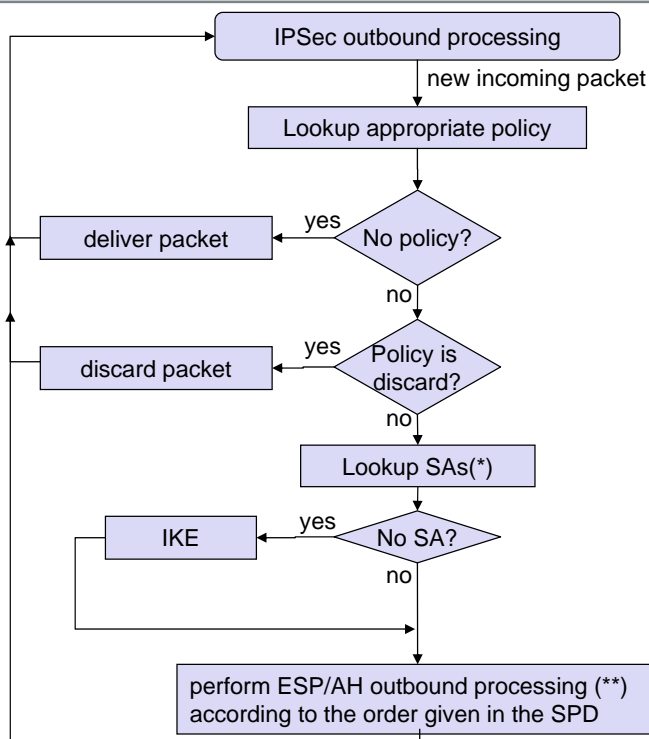 IPSec outbound processing
new incoming packet
Lookup appropriate policy
yes
deliver packet
No policy?
no
yes
discard packet
Policy is
discard?
no
Lookup SAs(*)
yes
IKE
No SA?
no
perform ESP/AH outbound processing (**)
according to the order given in the SPD